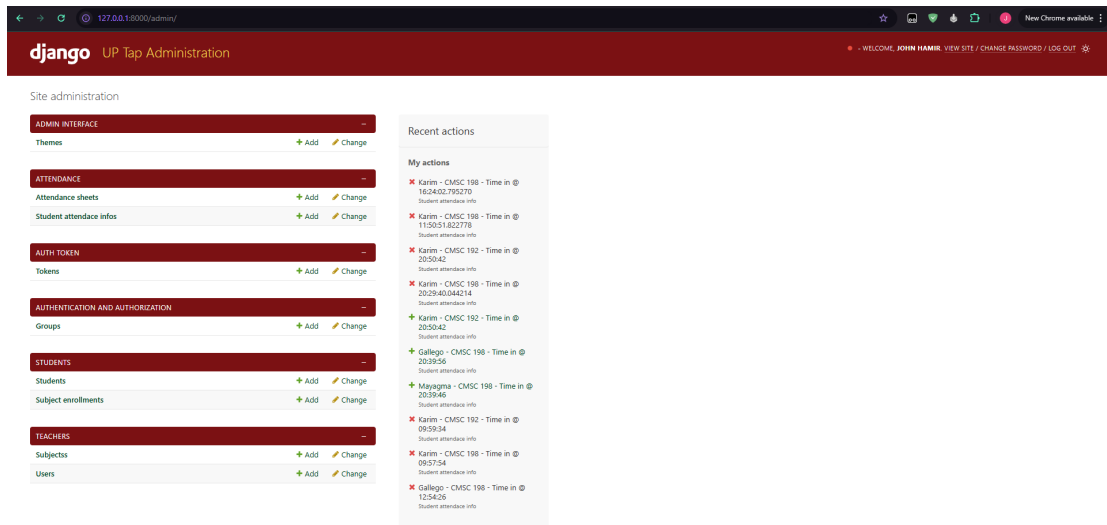 127.0.0.1:8000/admin/
New Chrome available
django UP Tap Administration
WELCOME, JOHN HAMIR. VIEW SITE / CHANGE PASSWORD / LOG OUT
Site administration
ADMIN INTERFACE
Themes + Add Change
ATTENDANCE
Attendance sheets + Add Change
Student attendace infos + Add Change
AUTH TOKEN
Tokens + Add Change
AUTHENTICATION AND AUTHORIZATION
Groups + Add Change
STUDENTS
Students + Add Change
Subject enrollments + Add Change
TEACHERS
Subjectss + Add Change
Users + Add Change
Recent actions
My actions
Karim - CMSC 198 - Time in @
16:24:02.795270
Student attendace info
Karim - CMSC 198 - Time in @
11:50:51.822778
Student attendace info
Karim - CMSC 192 - Time in @
20:50:42
Student attendace info
Karim - CMSC 198 - Time in @
20:29:40.044214
Student attendace info
Karim - CMSC 192 - Time in @
20:50:42
Student attendace info
Gallego - CMSC 198 - Time in @
20:39:56
Student attendace info
Mayagma - CMSC 198 - Time in @
20:39:46
Student attendace info
Karim - CMSC 192 - Time in @
09:59:34
Student attendace info
Karim - CMSC 198 - Time in @
09:57:54
Student attendace info
Gallego - CMSC 198 - Time in @
12:54:26
Student attendace info